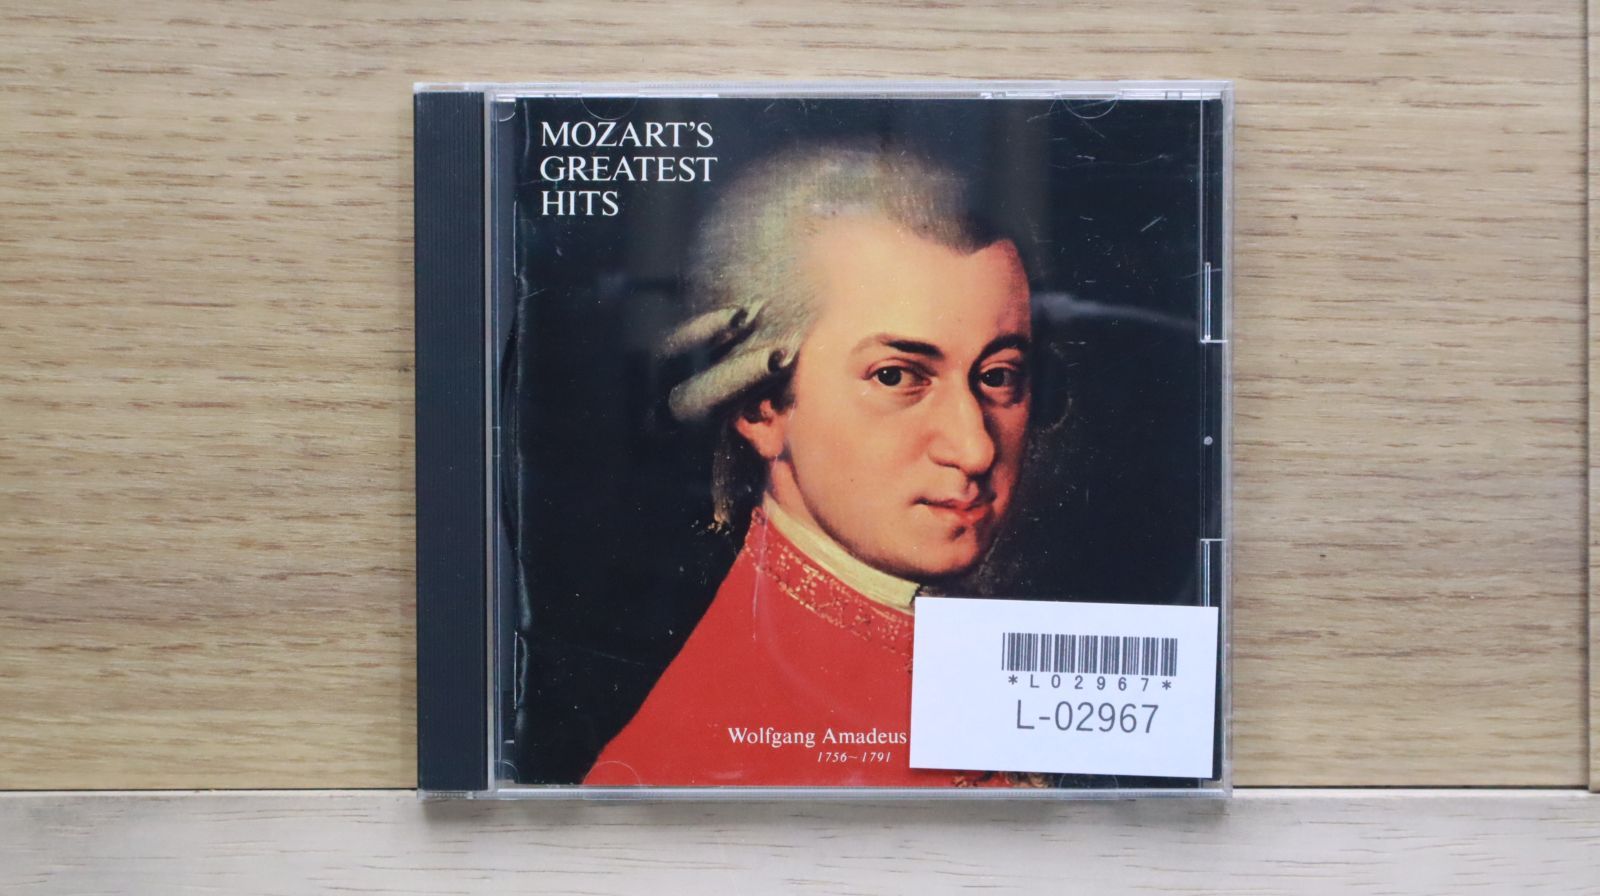 MOZART'S
GREATEST
HITS
Wolfgang Amadeus
1756~1791
*L02967*
L-02967